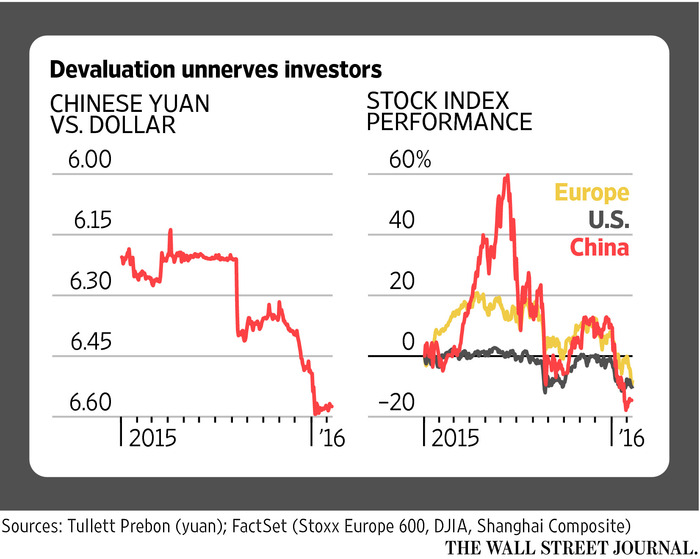 Devaluation unnerves investors
CHINESE YUAN
VS. DOLLAR
6.00
6.15
6.30
6.45
6.60
2015
'16
STOCK INDEX
PERFORMANCE
60%
40
20
0
–20
Europe
U.S.
China
2015
'16
Sources: Tullett Prebon (yuan); FactSet (Stoxx Europe 600, DJIA, Shanghai Composite)
THE WALL STREET JOURNAL.